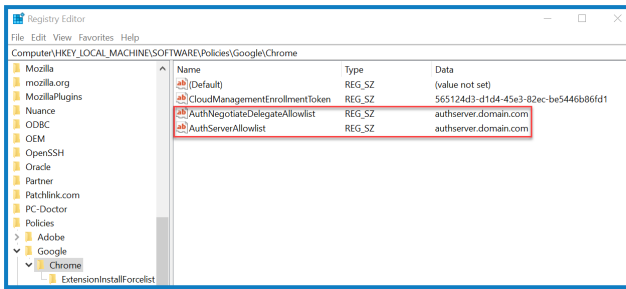 Registry Editor
File Edit View Favorites Help
Computer\HKEY_LOCAL_MACHINE\SOFTWARE\Policies\Google\Chrome
Mozilla
mozilla.org
MozillaPlugins
Nuance
ODBC
OEM
OpenSSH
Oracle
Partner
Patchlink.com
PC-Doctor
Policies
Adobe
Google
Chrome
ExtensionInstallForcelist
Name Type Data
(Default) REG_SZ (value not set)
CloudManagementEnrollmentToken REG_SZ 565124d3-d1d4-45e3-82ec-be5446b86fd1
AuthNegotiateDelegateAllowlist REG_SZ authserver.domain.com
AuthServerAllowlist REG_SZ authserver.domain.com